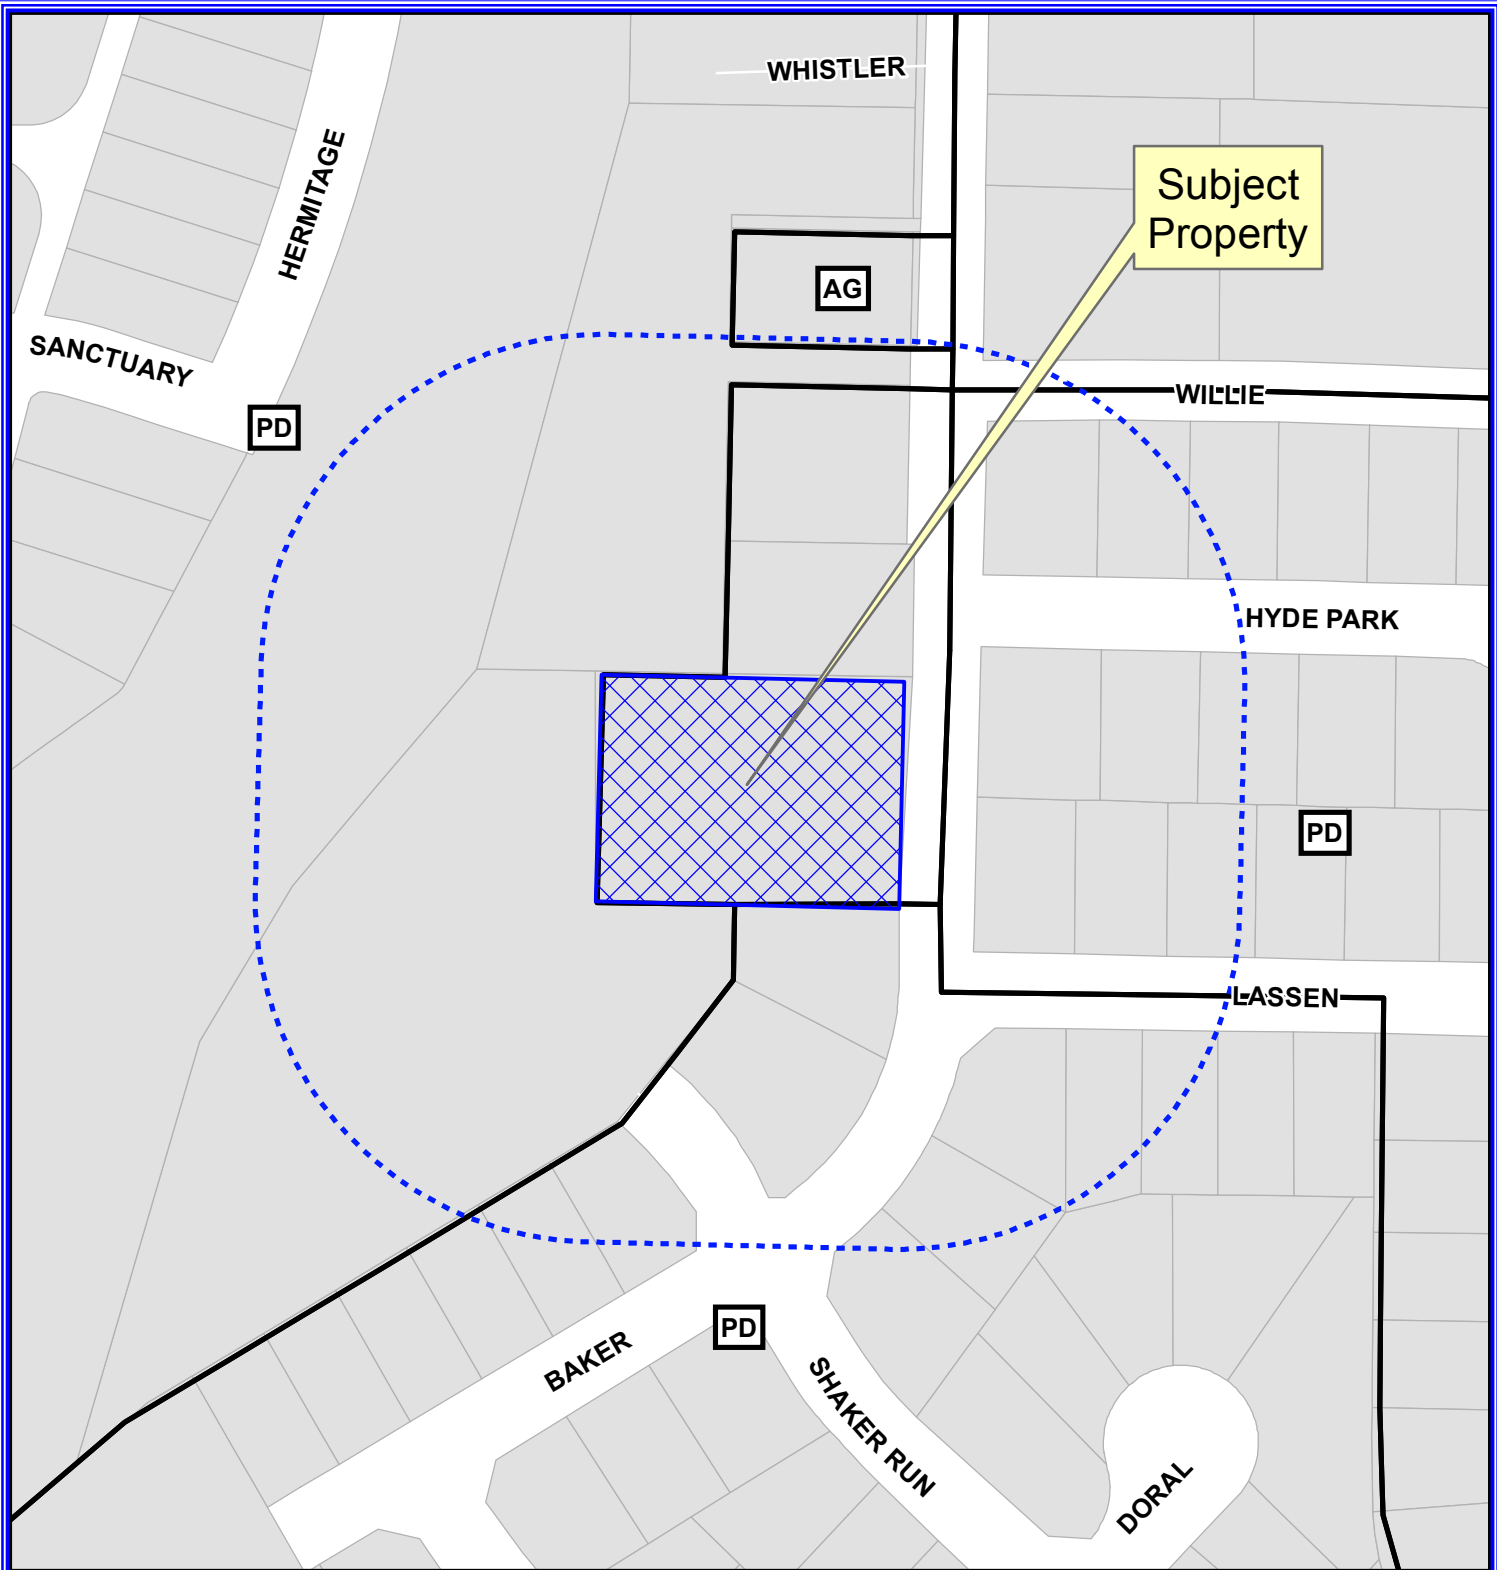 WHISTLER
HERMITAGE
Subject
Property
AG
SANCTUARY
WILLIE
PD
HYDE PARK
PD
LASSEN
PD
BAKER
SHAKER RUN
DORAL